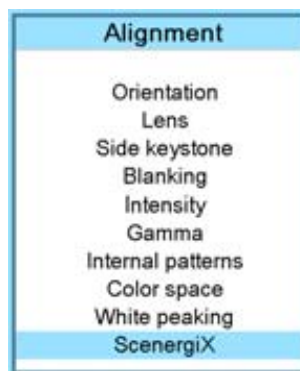 Alignment
Orientation
Lens
Side keystone
Blanking
Intensity
Gamma
Internal patterns
Color space
White peaking
ScenergiX